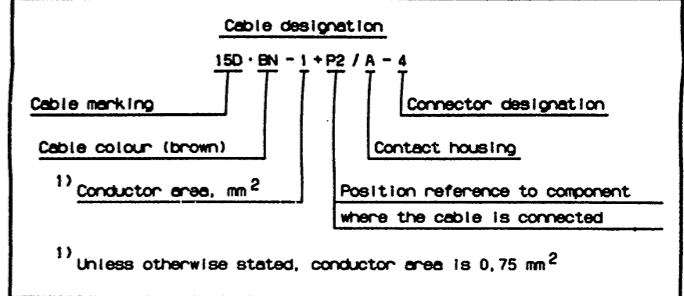 Cable designation
15D · BN - 1 + P2 / A - 4
Cable marking
Connector designation
Cable colour (brown)
Contact housing
1) Conductor area, mm 2
Position reference to component
where the cable is connected
1) Unless otherwise stated, conductor area is 0,75 mm2